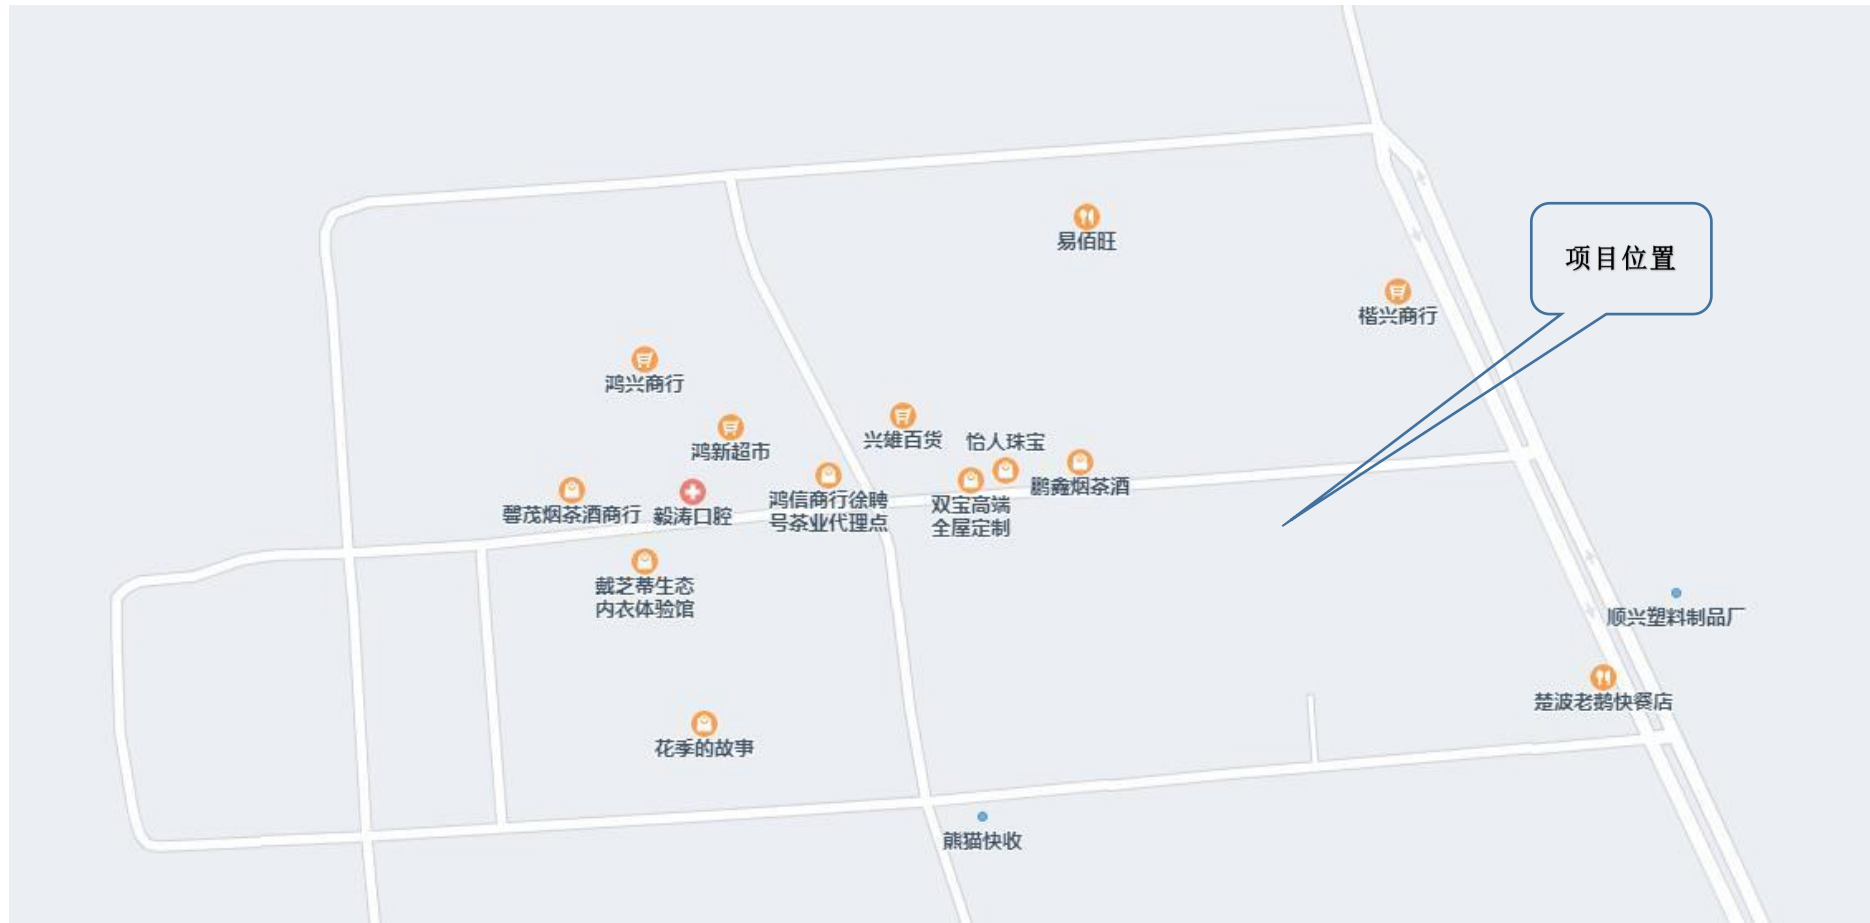 易佰旺
项目位置
楷兴商行
鸿兴商行
鸿新超市
兴雄百货
怡人珠宝
鹏鑫烟茶酒
馨茂烟茶酒商行
毅涛口腔
鸿信商行徐聘
号茶业代理点
双宝高端
全屋定制
戴芝蒂生态
内衣体验馆
顺兴塑料制品厂
楚波老鹅快餐店
花季的故事
熊猫快收